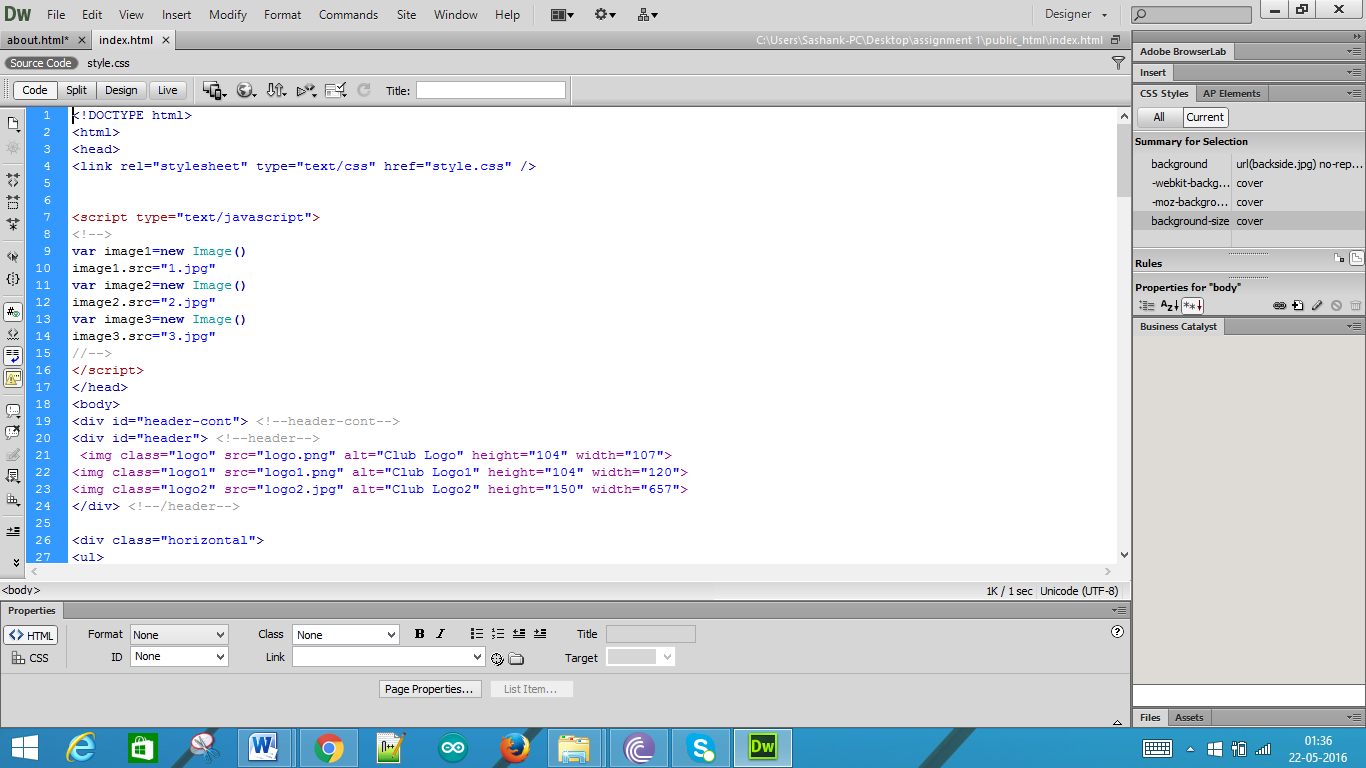 Dw File Edit View Insert Modify Format Commands Site Window Help Designer
about.html* × index.html × C:\Users\Sashank-PC\Desktop\assignment 1\public_html\index.html
Source Code style.css
Code Split Design Live Title:
1 <!DOCTYPE html>
2 <html>
3 <head>
4 <link rel="stylesheet" type="text/css" href="style.css" />
5
6
7 <script type="text/javascript">
8 <!-->
9 var image1=new Image()
10 image1.src="1.jpg"
11 var image2=new Image()
12 image2.src="2.jpg"
13 var image3=new Image()
14 image3.src="3.jpg"
15 //-->
16 </script>
17 </head>
18 <body>
19 <div id="header-cont"> <!--header-cont-->
20 <div id="header"> <!--header-->
21 <img class="logo" src="logo.png" alt="Club Logo" height="104" width="107">
22 <img class="logo1" src="logo1.png" alt="Club Logo1" height="104" width="120">
23 <img class="logo2" src="logo2.jpg" alt="Club Logo2" height="150" width="657">
24 </div> <!--/header-->
25
26 <div class="horizontal">
27 <ul>
<body> 1K / 1 sec Unicode (UTF-8)
Adobe BrowserLab
Insert
CSS Styles AP Elements
All Current
Summary for Selection
background url(backside.jpg) no-rep...
-webkit-backg... cover
-moz-backgro... cover
background-size cover
Rules
Properties for "body"
Az
Business Catalyst
Files Assets
Properties
<> HTML Format None Class None B I Title
CSS ID None Link Target
Page Properties... List Item...
W N++ S Dw
01:36
22-05-2016